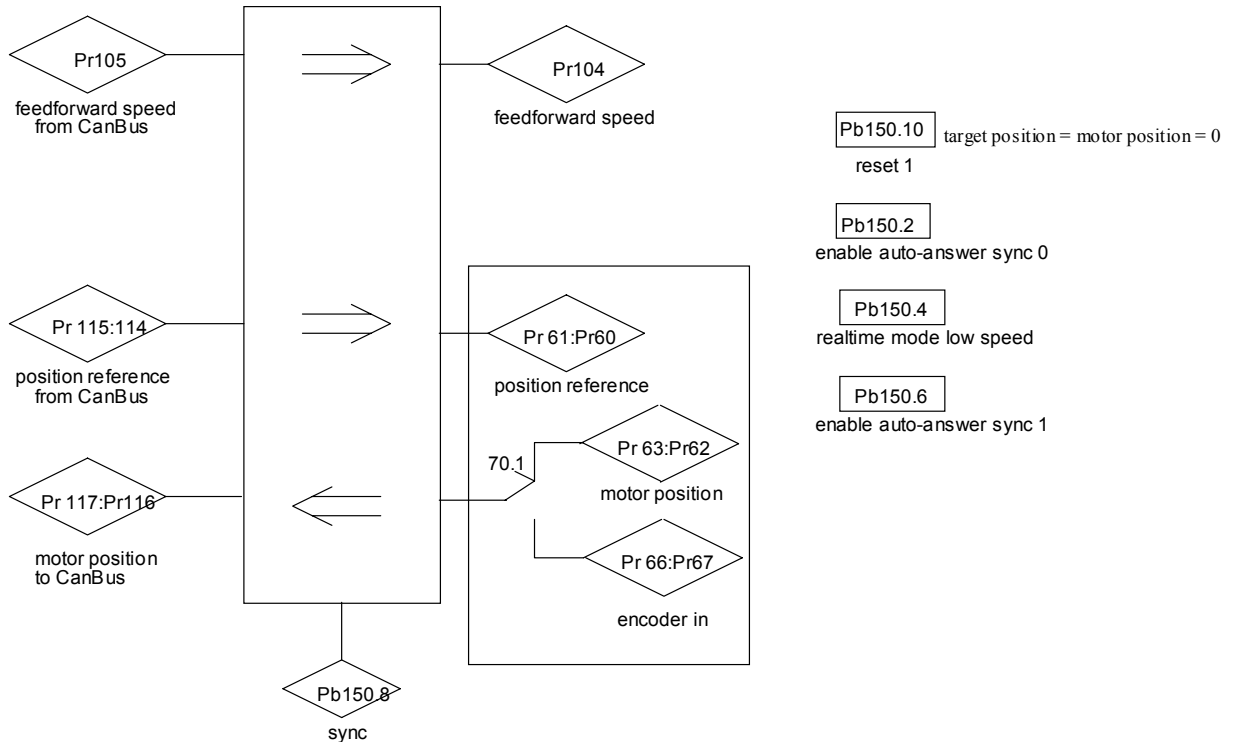 Pr105
feedforward speed
from CanBus
Pr104
feedforward speed
Pb150.10
target position = motor position = 0
reset 1
Pb150.2
enable auto-answer sync 0
Pr 115:114
position reference
from CanBus
Pr 61:Pr60
position reference
Pb150.4
realtime mode low speed
Pb150.6
enable auto-answer sync 1
70.1
Pr 63:Pr62
motor position
Pr 117:Pr116
motor position
to CanBus
Pr 66:Pr67
encoder in
Pb150.8
sync